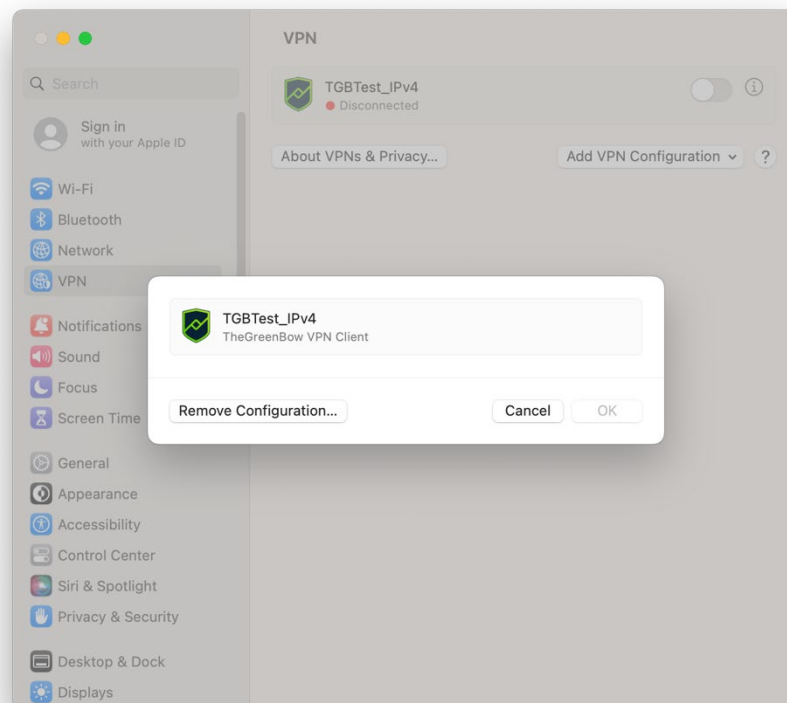 VPN
Search
Sign in
with your Apple ID
Wi-Fi
Bluetooth
Network
VPN
Notifications
Sound
Focus
Screen Time
General
Appearance
Accessibility
Control Center
Siri & Spotlight
Privacy & Security
Desktop & Dock
Displays
TGBTest_IPv4
Disconnected
About VPNs & Privacy...
Add VPN Configuration
?
TGBTest_IPv4
TheGreenBow VPN Client
Remove Configuration...
Cancel
OK